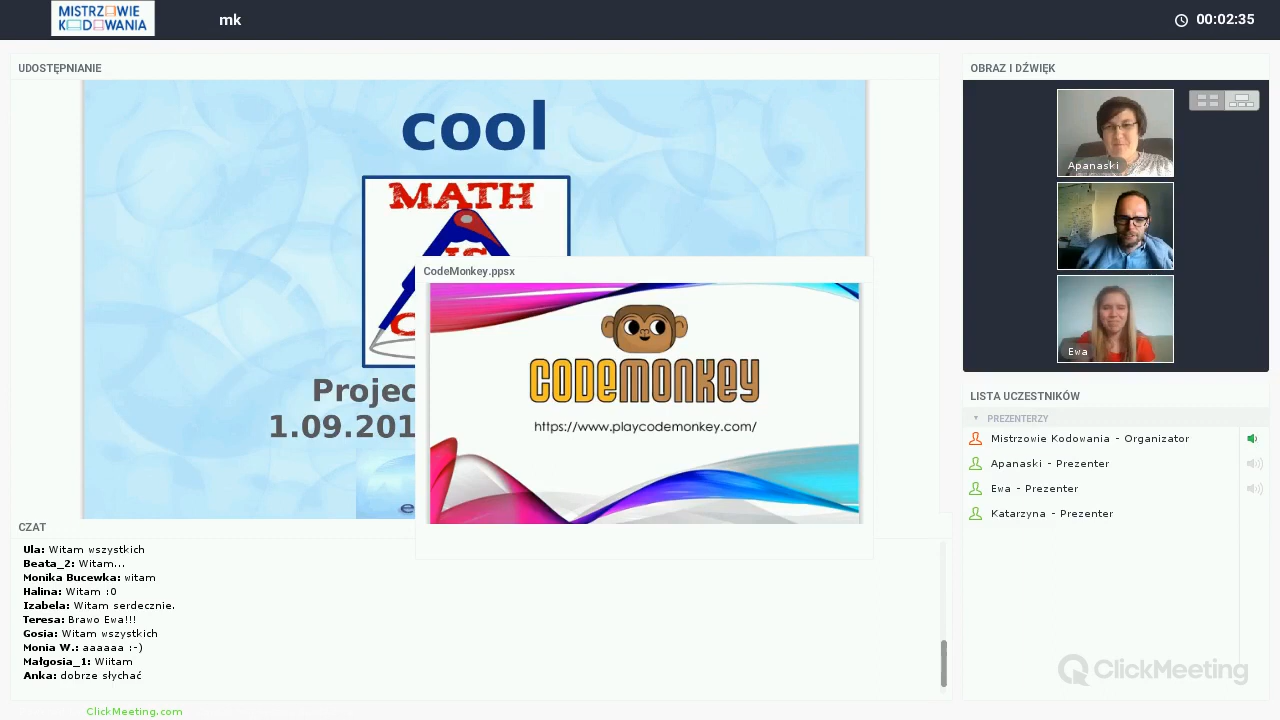 MISTRZOWIE
KODOWANIA
mk
00:02:35
UDOSTĘPNIANIE
cool
MATH
IS
Projec
1.09.201
e
CodeMonkey.ppsx
CODEMONKEY
https://www.playcodemonkey.com/
OBRAZ I DŹWIĘK
Apanaski
Ewa
LISTA UCZESTNIKÓW
PREZENTERZY
Mistrzowie Kodowania - Organizator
Apanaski - Prezenter
Ewa - Prezenter
Katarzyna - Prezenter
CZAT
Ula: Witam wszystkich
Beata_2: Witam...
Monika Bucewka: witam
Halina: Witam :0
Izabela: Witam serdecznie.
Teresa: Brawo Ewa!!!
Gosia: Witam wszystkich
Monia W.: aaaaaa :-)
Małgosia_1: Wiitam
Anka: dobrze słychać
ClickMeeting
ClickMeeting.com